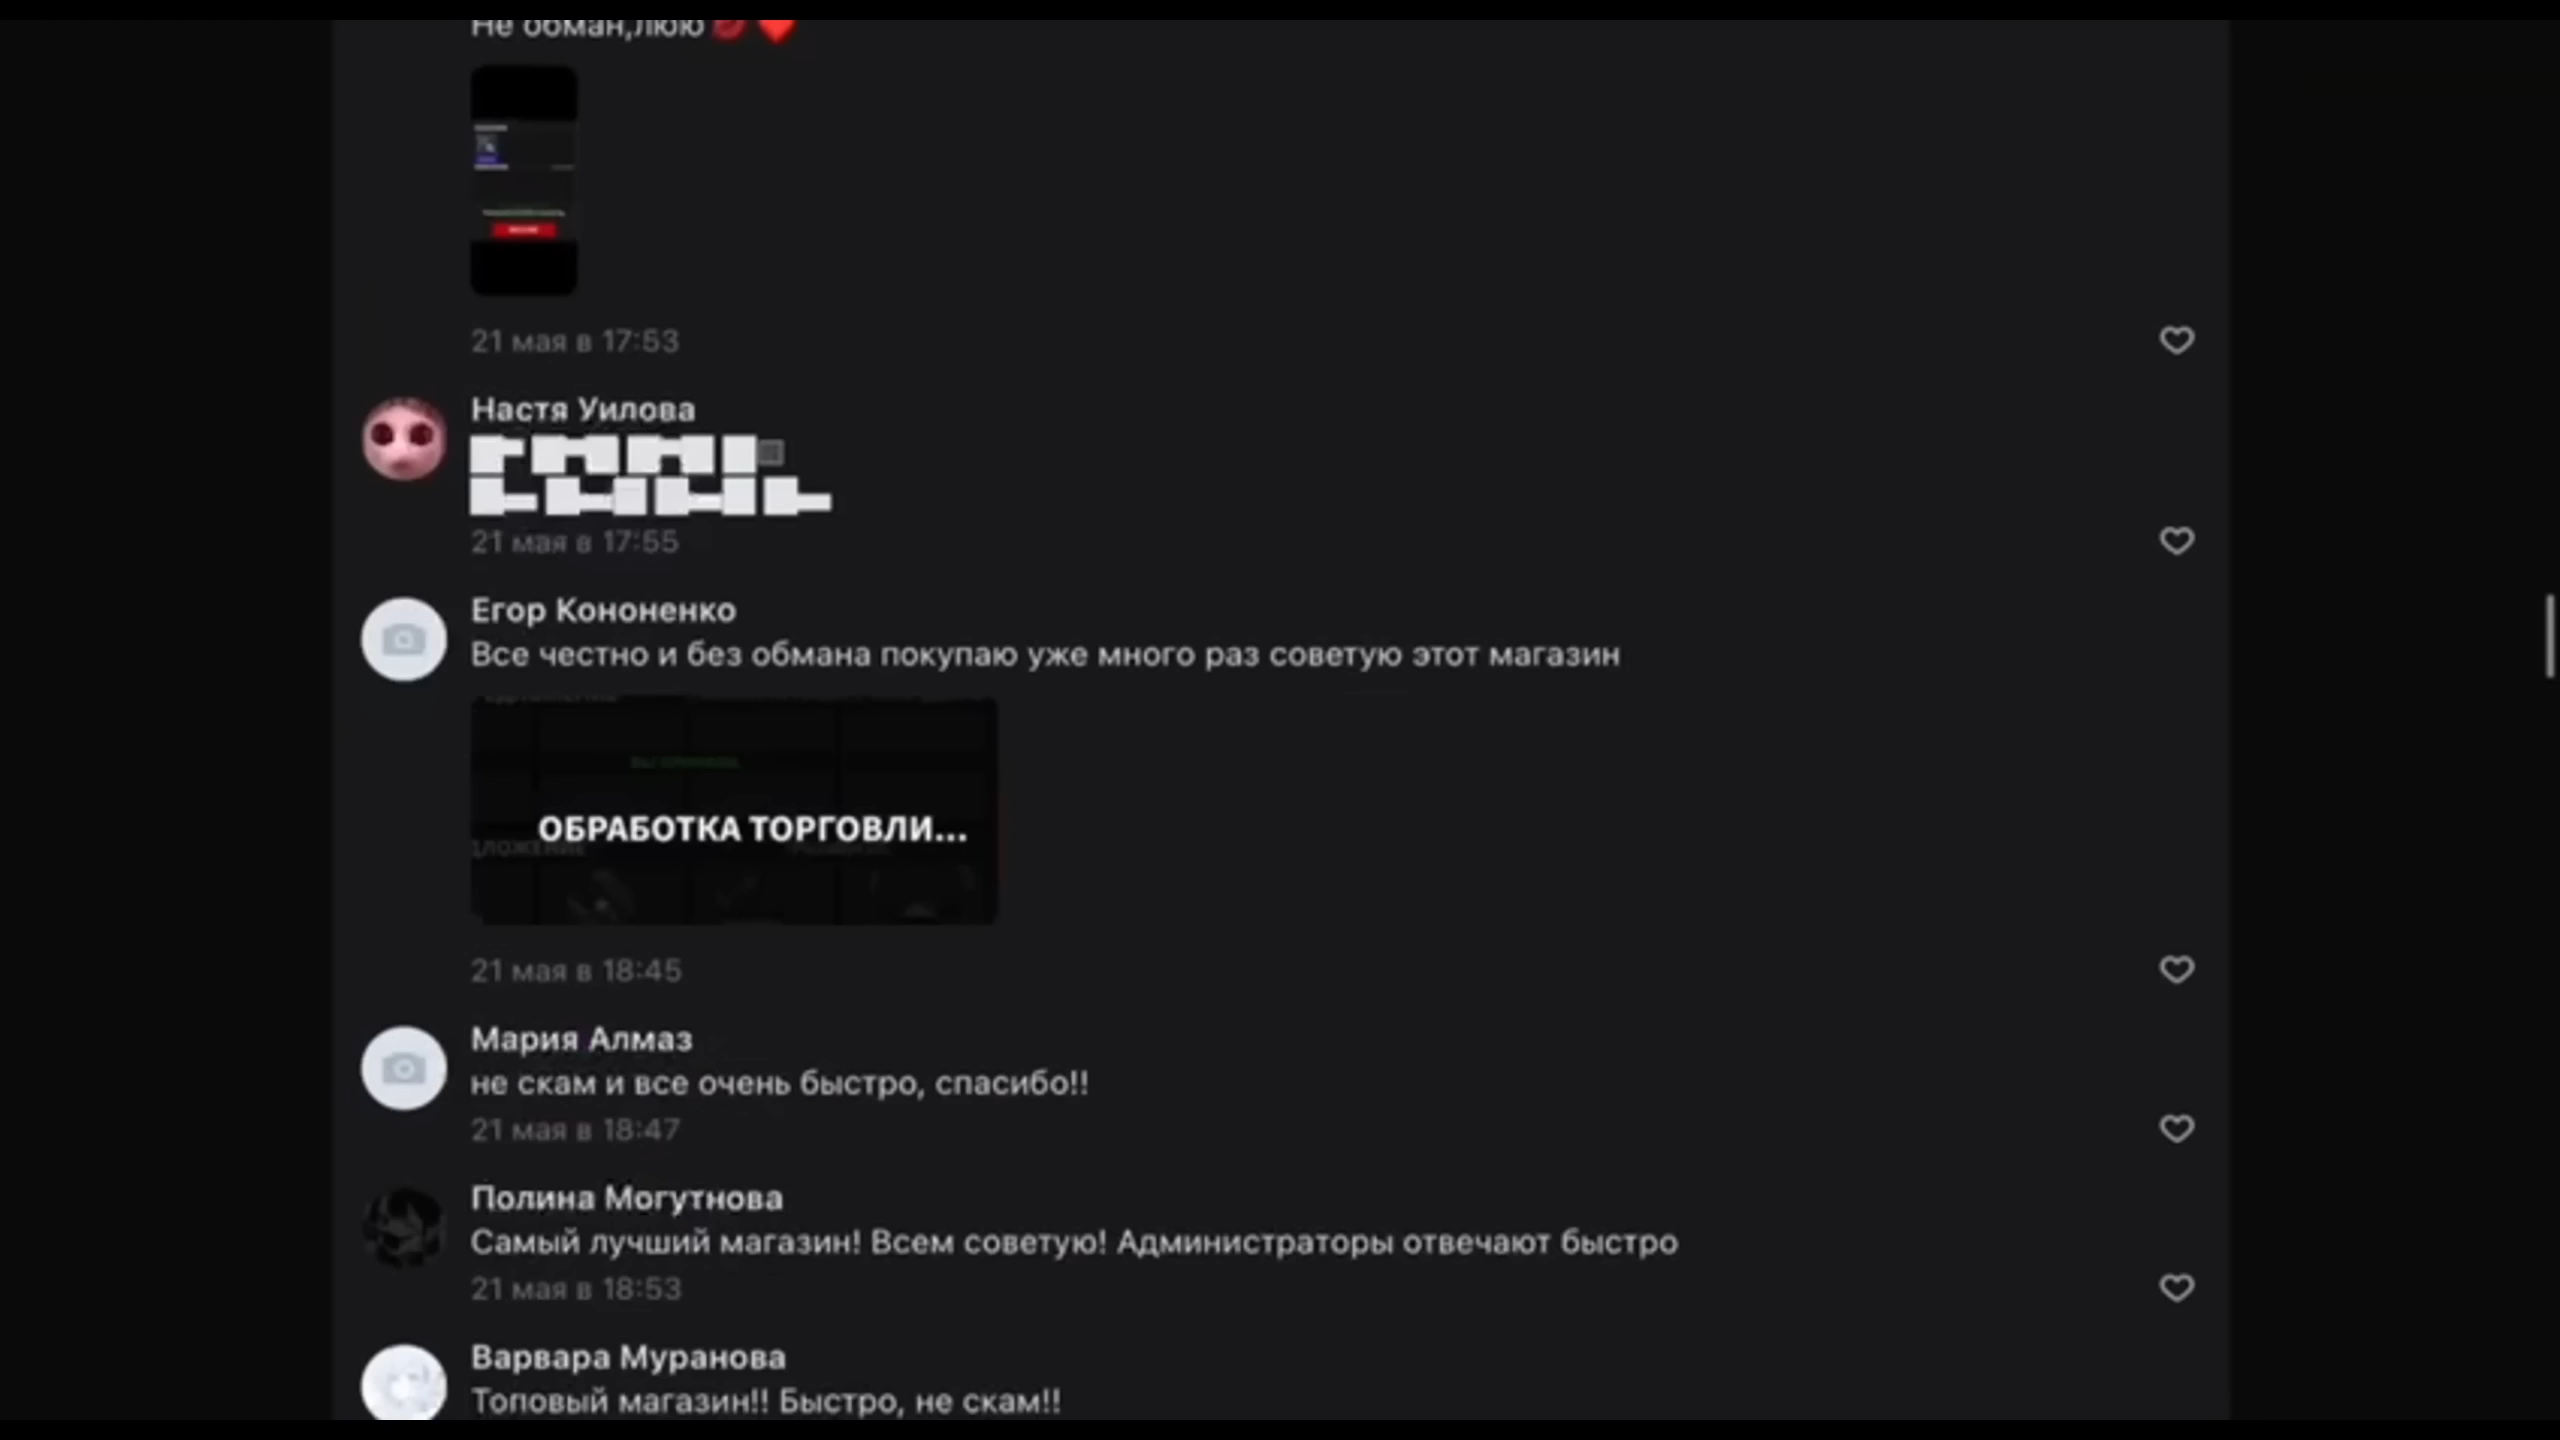 Не обман,люю
21 мая в 17:53
Настя Уилова
21 мая в 17:55
Егор Кононенко
Все честно и без обмана покупаю уже много раз советую этот магазин
ОБРАБОТКА ТОРГОВЛИ...
21 мая в 18:45
Мария Алмаз
не скам и все очень быстро, спасибо!!
21 мая в 18:47
Полина Могутнова
Самый лучший магазин! Всем советую! Администраторы отвечают быстро
21 мая в 18:53
Варвара Муранова
Топовый магазин!! Быстро, не скам!!